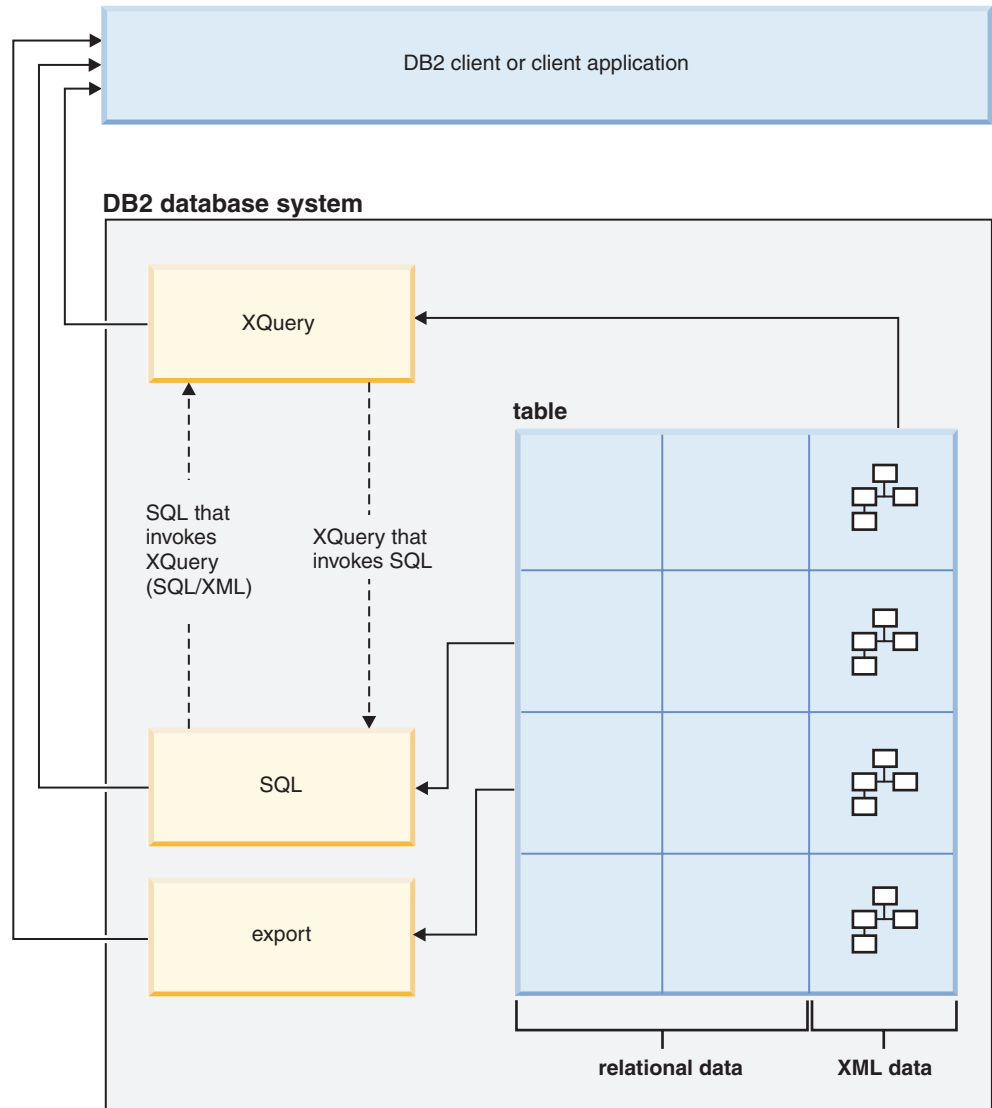 DB2 client or client application
DB2 database system
XQuery
table
SQL that
invokes
XQuery
(SQL/XML)
XQuery that
invokes SQL
SQL
export
relational data
XML data